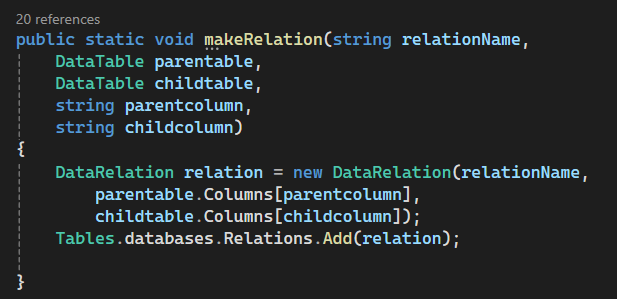 20 references
public static void makeRelation(string relationName,
DataTable parentable,
DataTable childtable,
string parentcolumn,
string childcolumn)
{
DataRelation relation = new DataRelation(relationName,
parentable.Columns[parentcolumn],
childtable.Columns[childcolumn]);
Tables.databases.Relations.Add(relation);
}